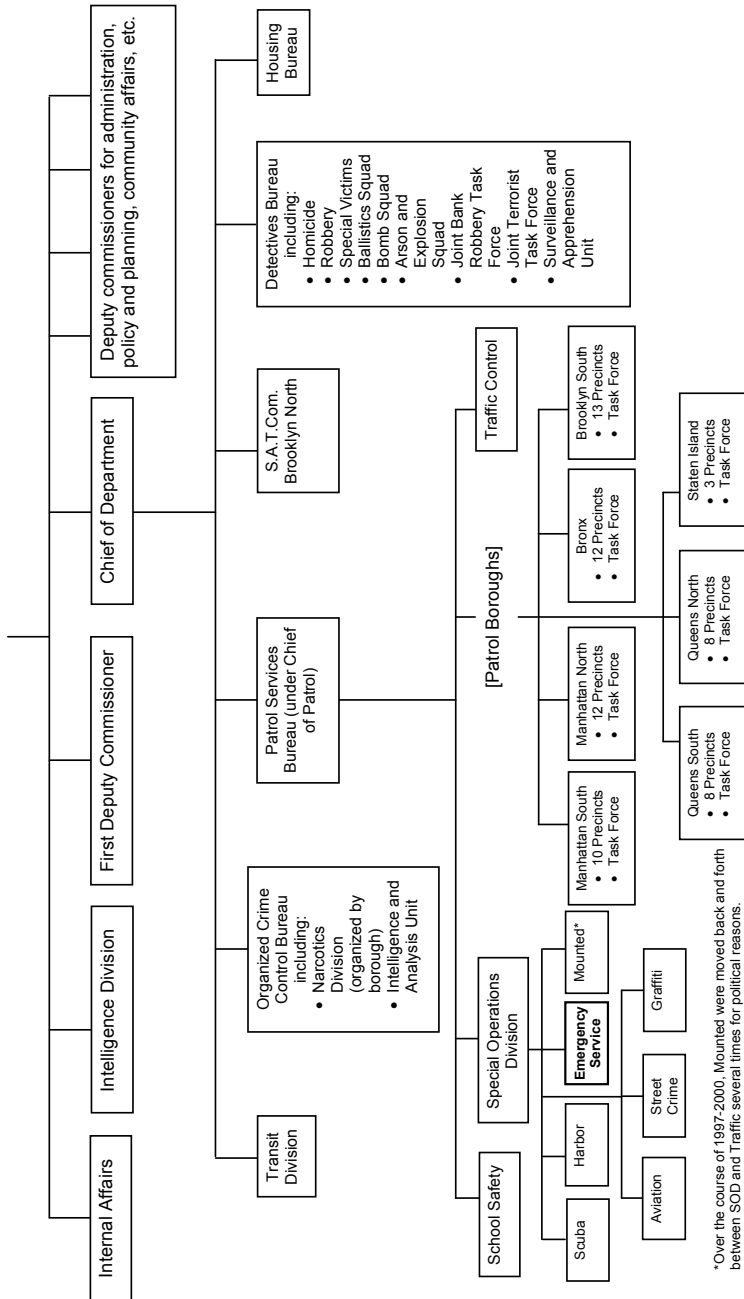 Internal Affairs
Intelligence Division
First Deputy Commissioner
Chief of Department
Deputy commissioners for administration,
policy and planning, community affairs, etc.
Transit
Division
Organized Crime
Control Bureau
including:
• Narcotics
Division
(organized by
borough)
• Intelligence and
Analysis Unit
Patrol Services
Bureau (under Chief
of Patrol)
S.A.T.Com.
Brooklyn North
Detectives Bureau
including:
• Homicide
• Robbery
• Special Victims
• Ballistics Squad
• Bomb Squad
• Arson and
Explosion
Squad
• Joint Bank
Robbery Task
Force
• Joint Terrorist
Task Force
• Surveillance and
Apprehension
Unit
Housing
Bureau
School Safety
Special Operations
Division
[Patrol Boroughs]
Traffic Control
Scuba
Harbor
Emergency
Service
Mounted*
Aviation
Street
Crime
Graffiti
Manhattan South
• 10 Precincts
• Task Force
Manhattan North
• 12 Precincts
• Task Force
Bronx
• 12 Precincts
• Task Force
Brooklyn South
• 13 Precincts
• Task Force
Queens South
• 8 Precincts
• Task Force
Queens North
• 8 Precincts
• Task Force
Staten Island
• 3 Precincts
• Task Force
*Over the course of 1997-2000, Mounted were moved back and forth
between SOD and Traffic several times for political reasons.